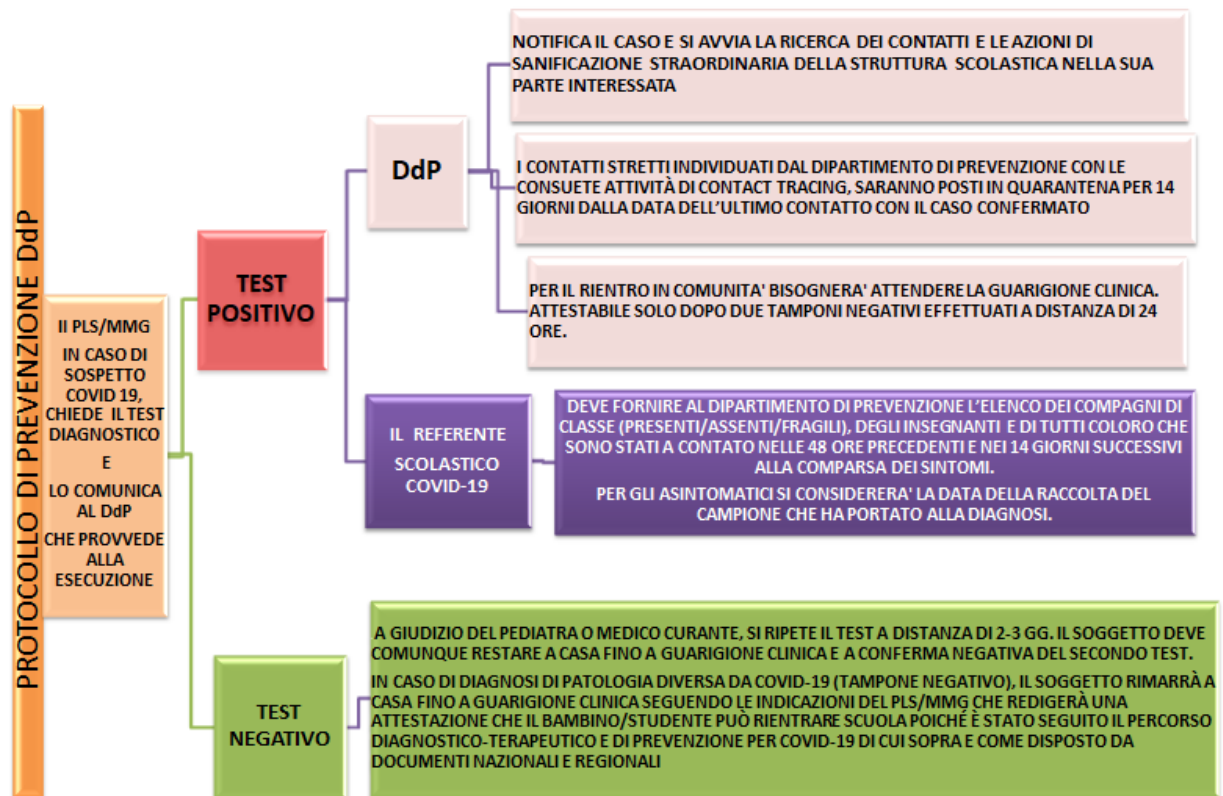 PROTOCOLLO DI PREVENZIONE DdP
Il PLS/MMG
IN CASO DI
SOSPETTO
COVID 19,
CHIEDE IL TEST
DIAGNOSTICO
E
LO COMUNICA
AL DdP
CHE PROVVEDE
ALLA
ESECUZIONE
TEST
POSITIVO
DdP
NOTIFICA IL CASO E SI AVVIA LA RICERCA DEI CONTATTI E LE AZIONI DI
SANIFICAZIONE STRAORDINARIA DELLA STRUTTURA SCOLASTICA NELLA SUA
PARTE INTERESSATA
I CONTATTI STRETTI INDIVIDUATI DAL DIPARTIMENTO DI PREVENZIONE CON LE
CONSUETE ATTIVITÀ DI CONTACT TRACING, SARANNO POSTI IN QUARANTENA PER 14
GIORNI DALLA DATA DELL'ULTIMO CONTATTO CON IL CASO CONFERMATO
PER IL RIENTRO IN COMUNITA' BISOGNERA' ATTENDERE LA GUARIGIONE CLINICA.
ATTESTABILE SOLO DOPO DUE TAMPONI NEGATIVI EFFETTUATI A DISTANZA DI 24
ORE.
IL REFERENTE
SCOLASTICO
COVID-19
DEVE FORNIRE AL DIPARTIMENTO DI PREVENZIONE L'ELENCO DEI COMPAGNI DI
CLASSE (PRESENTI/ASSENTI/FRAGILI), DEGLI INSEGNANTI E DI TUTTI COLORO CHE
SONO STATI A CONTATO NELLE 48 ORE PRECEDENTI E NEI 14 GIORNI SUCCESSIVI
ALLA COMPARSA DEI SINTOMI.
PER GLI ASINTOMATICI SI CONSIDERERA' LA DATA DELLA RACCOLTA DEL
CAMPIONE CHE HA PORTATO ALLA DIAGNOSI.
TEST
NEGATIVO
A GIUDIZIO DEL PEDIATRA O MEDICO CURANTE, SI RIPETE IL TEST A DISTANZA DI 2-3 GG. IL SOGGETTO DEVE
COMUNQUE RESTARE A CASA FINO A GUARIGIONE CLINICA E A CONFERMA NEGATIVA DEL SECONDO TEST.
IN CASO DI DIAGNOSI DI PATOLOGIA DIVERSA DA COVID-19 (TAMPONE NEGATIVO), IL SOGGETTO RIMARRÀ A
CASA FINO A GUARIGIONE CLINICA SEGUENDO LE INDICAZIONI DEL PLS/MMG CHE REDIGERÀ UNA
ATTESTAZIONE CHE IL BAMBINO/STUDENTE PUÒ RIENTRARE SCUOLA POICHÉ È STATO SEGUITO IL PERCORSO
DIAGNOSTICO-TERAPEUTICO E DI PREVENZIONE PER COVID-19 DI CUI SOPRA E COME DISPOSTO DA
DOCUMENTI NAZIONALI E REGIONALI